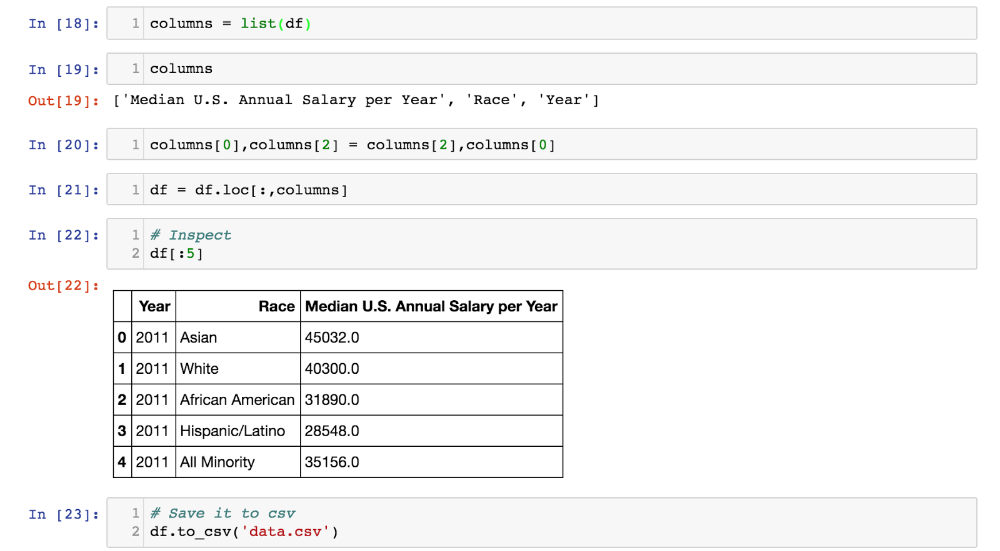 In [18]: 1 columns = list(df)
In [19]: 1 columns
Out[19]: ['Median U.S. Annual Salary per Year', 'Race', 'Year']
In [20]: 1 columns[0],columns[2] = columns[2],columns[0]
In [21]: 1 df = df.loc[:,columns]
In [22]: 1 # Inspect
2 df[:5]
Out[22]:
Year Race Median U.S. Annual Salary per Year
0 2011 Asian 45032.0
1 2011 White 40300.0
2 2011 African American 31890.0
3 2011 Hispanic/Latino 28548.0
4 2011 All Minority 35156.0
In [23]: 1 # Save it to csv
2 df.to_csv('data.csv')